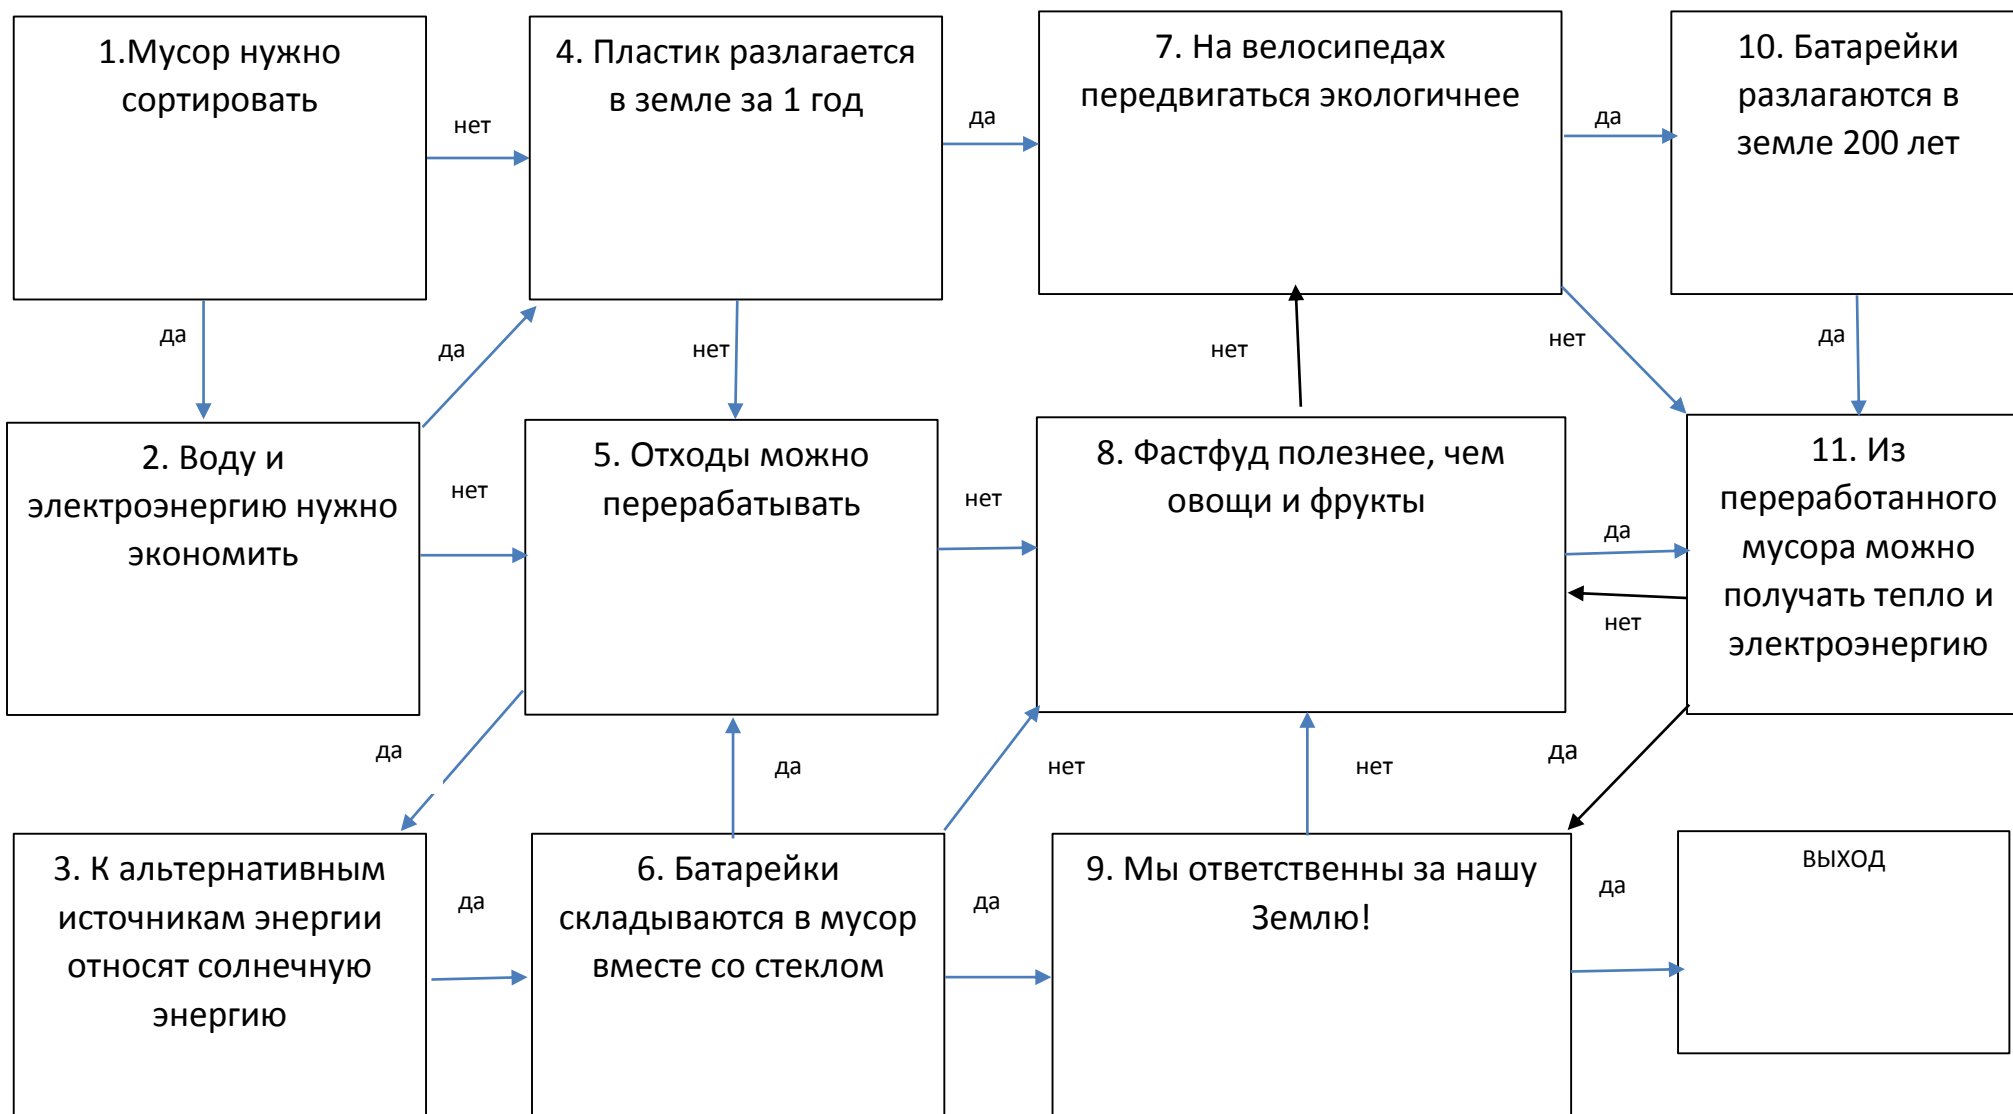 1.Мусор нужно
сортировать
нет
4. Пластик разлагается
в земле за 1 год
да
7. На велосипедах
передвигаться экологичнее
да
10. Батарейки
разлагаются в
земле 200 лет
да
да
нет
нет
нет
да
2. Воду и
электроэнергию нужно
экономить
нет
5. Отходы можно
перерабатывать
нет
8. Фастфуд полезнее, чем
овощи и фрукты
да
нет
11. Из
переработанного
мусора можно
получать тепло и
электроэнергию
да
да
нет
нет
да
3. К альтернативным
источникам энергии
относят солнечную
энергию
да
6. Батарейки
складываются в мусор
вместе со стеклом
да
9. Мы ответственны за нашу
Землю!
да
ВЫХОД